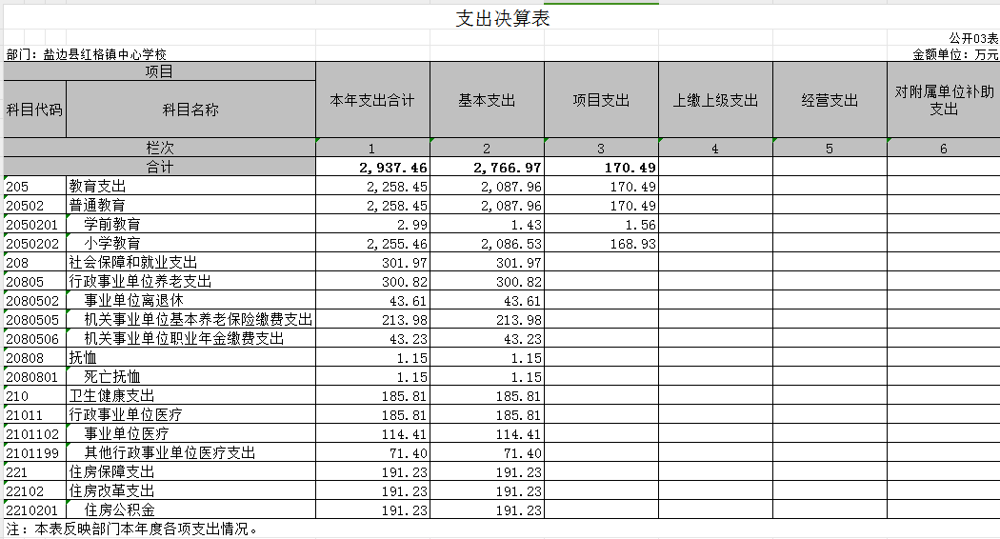 支出决算表
公开03表
部门：盐边县红格镇中心学校 金额单位：万元
项目
科目代码 科目名称 本年支出合计 基本支出 项目支出 上缴上级支出 经营支出 对附属单位补助
支出
栏次 1 2 3 4 5 6
合计 2,937.46 2,766.97 170.49
205 教育支出 2,258.45 2,087.96 170.49
20502 普通教育 2,258.45 2,087.96 170.49
2050201 学前教育 2.99 1.43 1.56
2050202 小学教育 2,255.46 2,086.53 168.93
208 社会保障和就业支出 301.97 301.97
20805 行政事业单位养老支出 300.82 300.82
2080502 事业单位离退休 43.61 43.61
2080505 机关事业单位基本养老保险缴费支出 213.98 213.98
2080506 机关事业单位职业年金缴费支出 43.23 43.23
20808 抚恤 1.15 1.15
2080801 死亡抚恤 1.15 1.15
210 卫生健康支出 185.81 185.81
21011 行政事业单位医疗 185.81 185.81
2101102 事业单位医疗 114.41 114.41
2101199 其他行政事业单位医疗支出 71.40 71.40
221 住房保障支出 191.23 191.23
22102 住房改革支出 191.23 191.23
2210201 住房公积金 191.23 191.23
注：本表反映部门本年度各项支出情况。